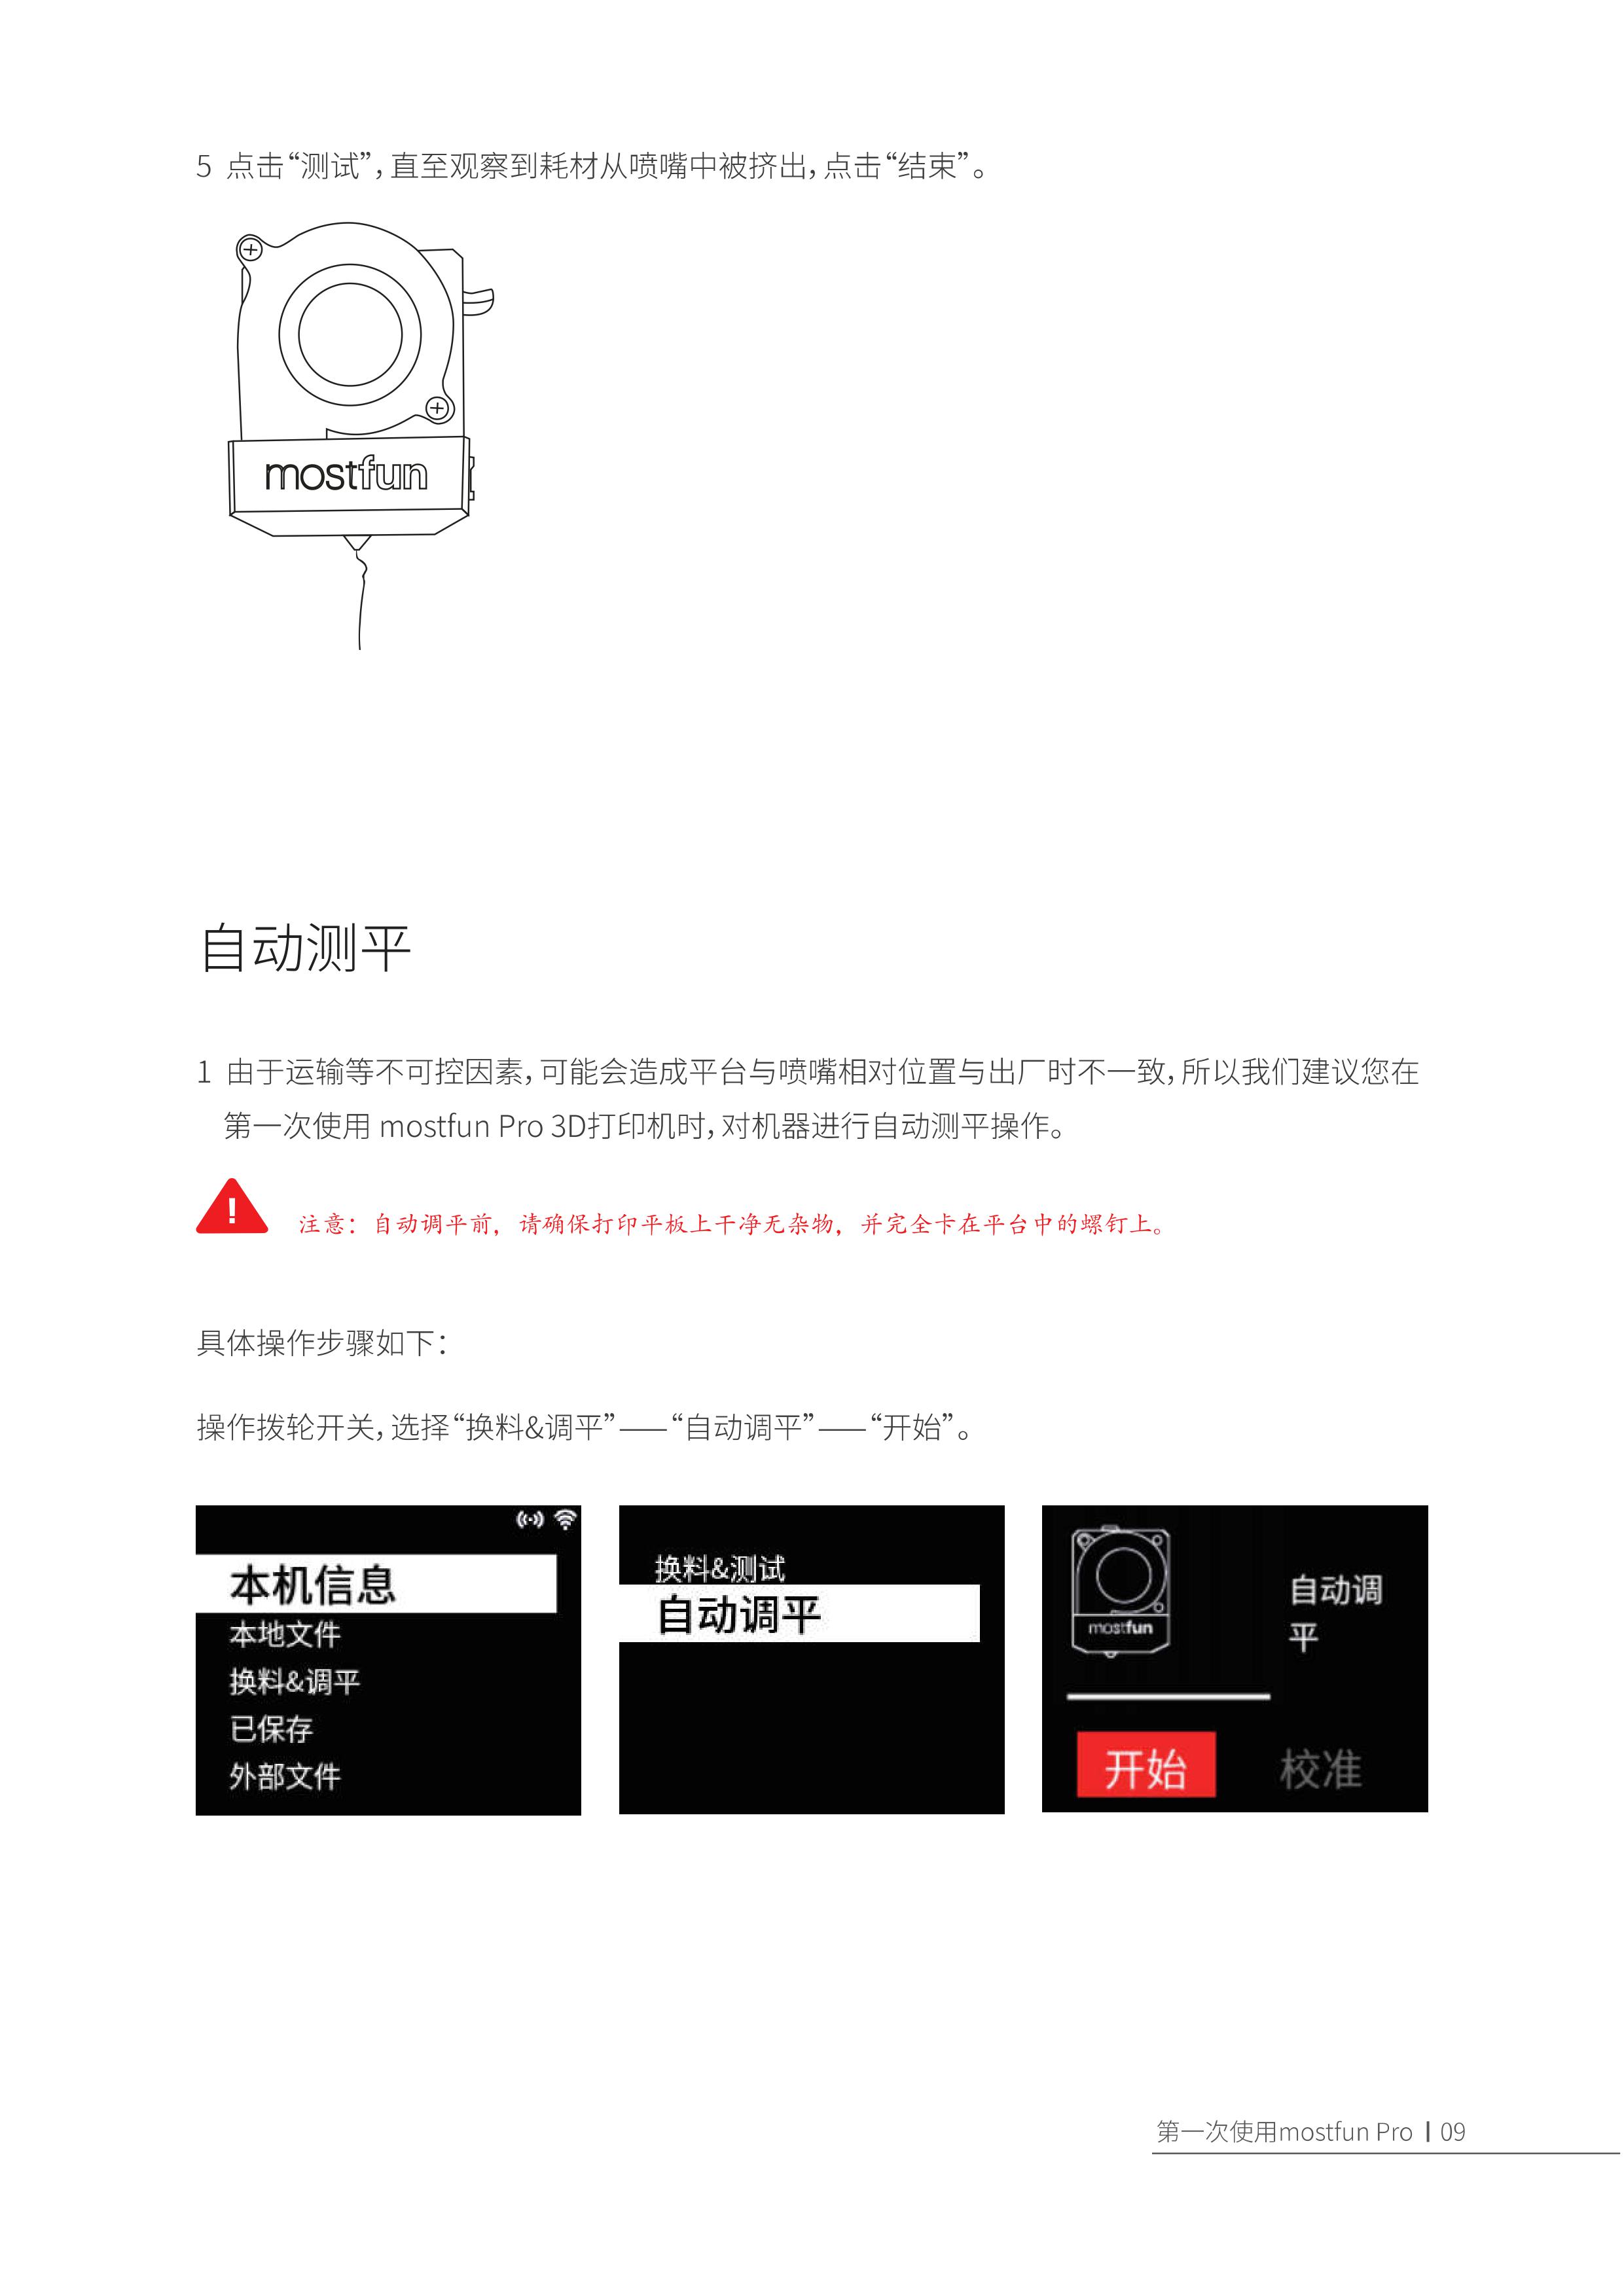 5 点击“测试”，直至观察到耗材从喷嘴中被挤出，点击“结束”。
mostfun
自动测平
1 由于运输等不可控因素，可能会造成平台与喷嘴相对位置与出厂时不一致，所以我们建议您在
第一次使用 mostfun Pro 3D打印机时，对机器进行自动测平操作。
注意：自动调平前，请确保打印平板上干净无杂物，并完全卡在平台中的螺钉上。
具体操作步骤如下：
操作拨轮开关，选择“换料&调平”——“自动调平”——“开始”。
本机信息
本地文件
换料&调平
已保存
外部文件
换料&测试
自动调平
mostfun
自动调
平
开始 校准
第一次使用mostfun Pro | 09